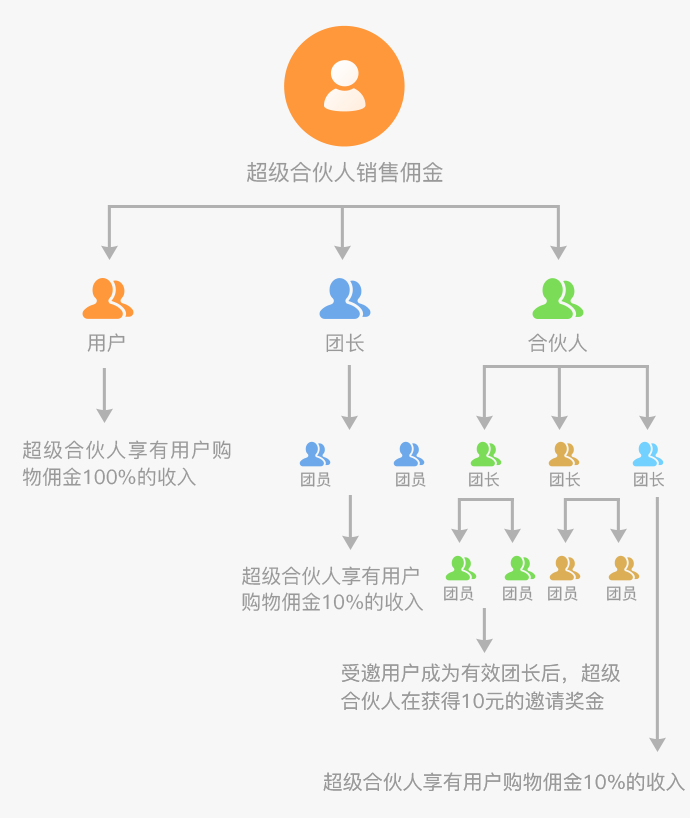 超级合伙人销售佣金
用户
团长
合伙人
超级合伙人享有用户购
物佣金100%的收入
团员
团员
团长
团长
团长
超级合伙人享有用户
购物佣金10%的收入
团员
团员
团员
团员
受邀用户成为有效团长后，超级
合伙人在获得10元的邀请奖金
超级合伙人享有用户购物佣金10%的收入